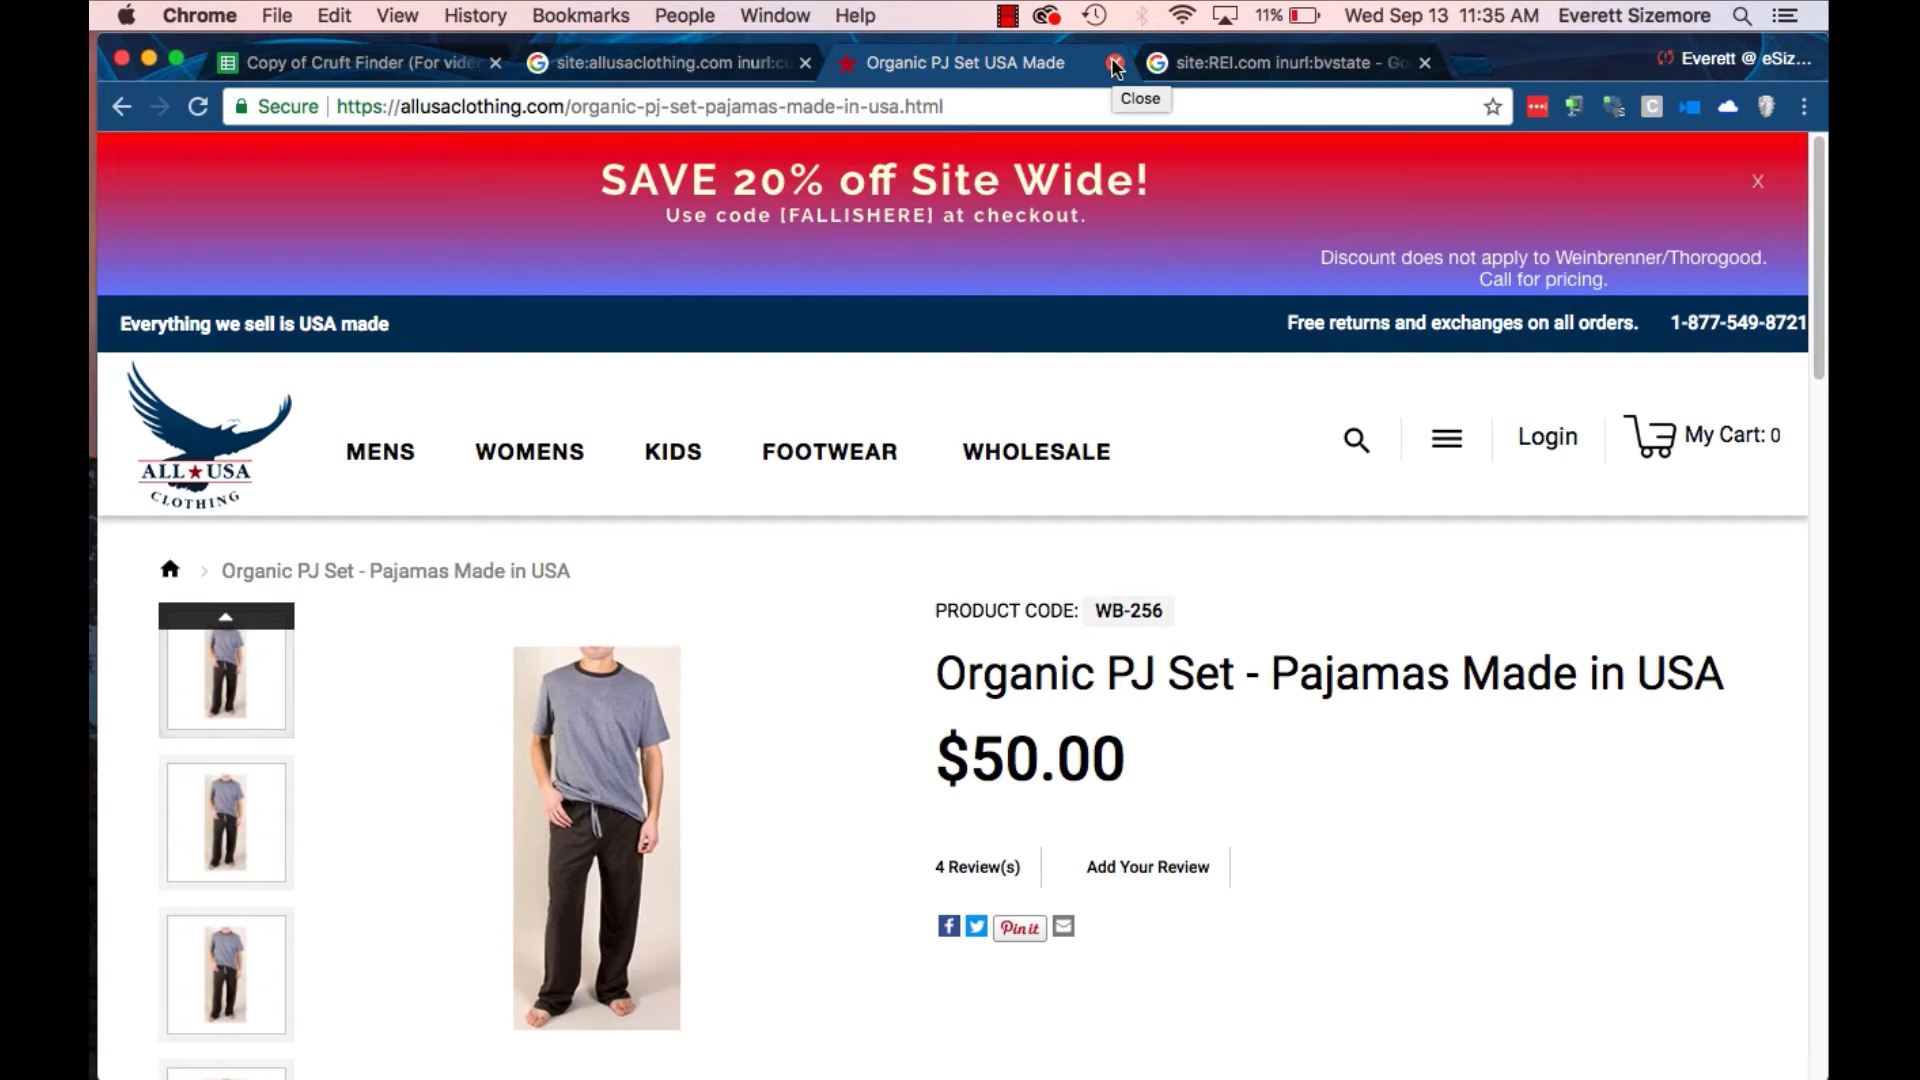 Chrome File Edit View History Bookmarks People Window Help 11% Wed Sep 13 11:35 AM Everett Sizemore
Copy of Cruft Finder (For vide site:allusaclothing.com inurl:cu Organic PJ Set USA Made site:REI.com inurl:bvstate - Go Everett @ eSiz...
Secure https://allusaclothing.com/organic-pj-set-pajamas-made-in-usa.html
Close
SAVE 20% off Site Wide!
X
Use code [FALLISHERE] at checkout.
Discount does not apply to Weinbrenner/Thorogood.
Call for pricing.
Everything we sell is USA made Free returns and exchanges on all orders. 1-877-549-8721
ALL★USA
CLOTHING
MENS WOMENS KIDS FOOTWEAR WHOLESALE Login My Cart: 0
Organic PJ Set - Pajamas Made in USA
PRODUCT CODE: WB-256
Organic PJ Set - Pajamas Made in USA
$50.00
4 Review(s) Add Your Review
Pin it